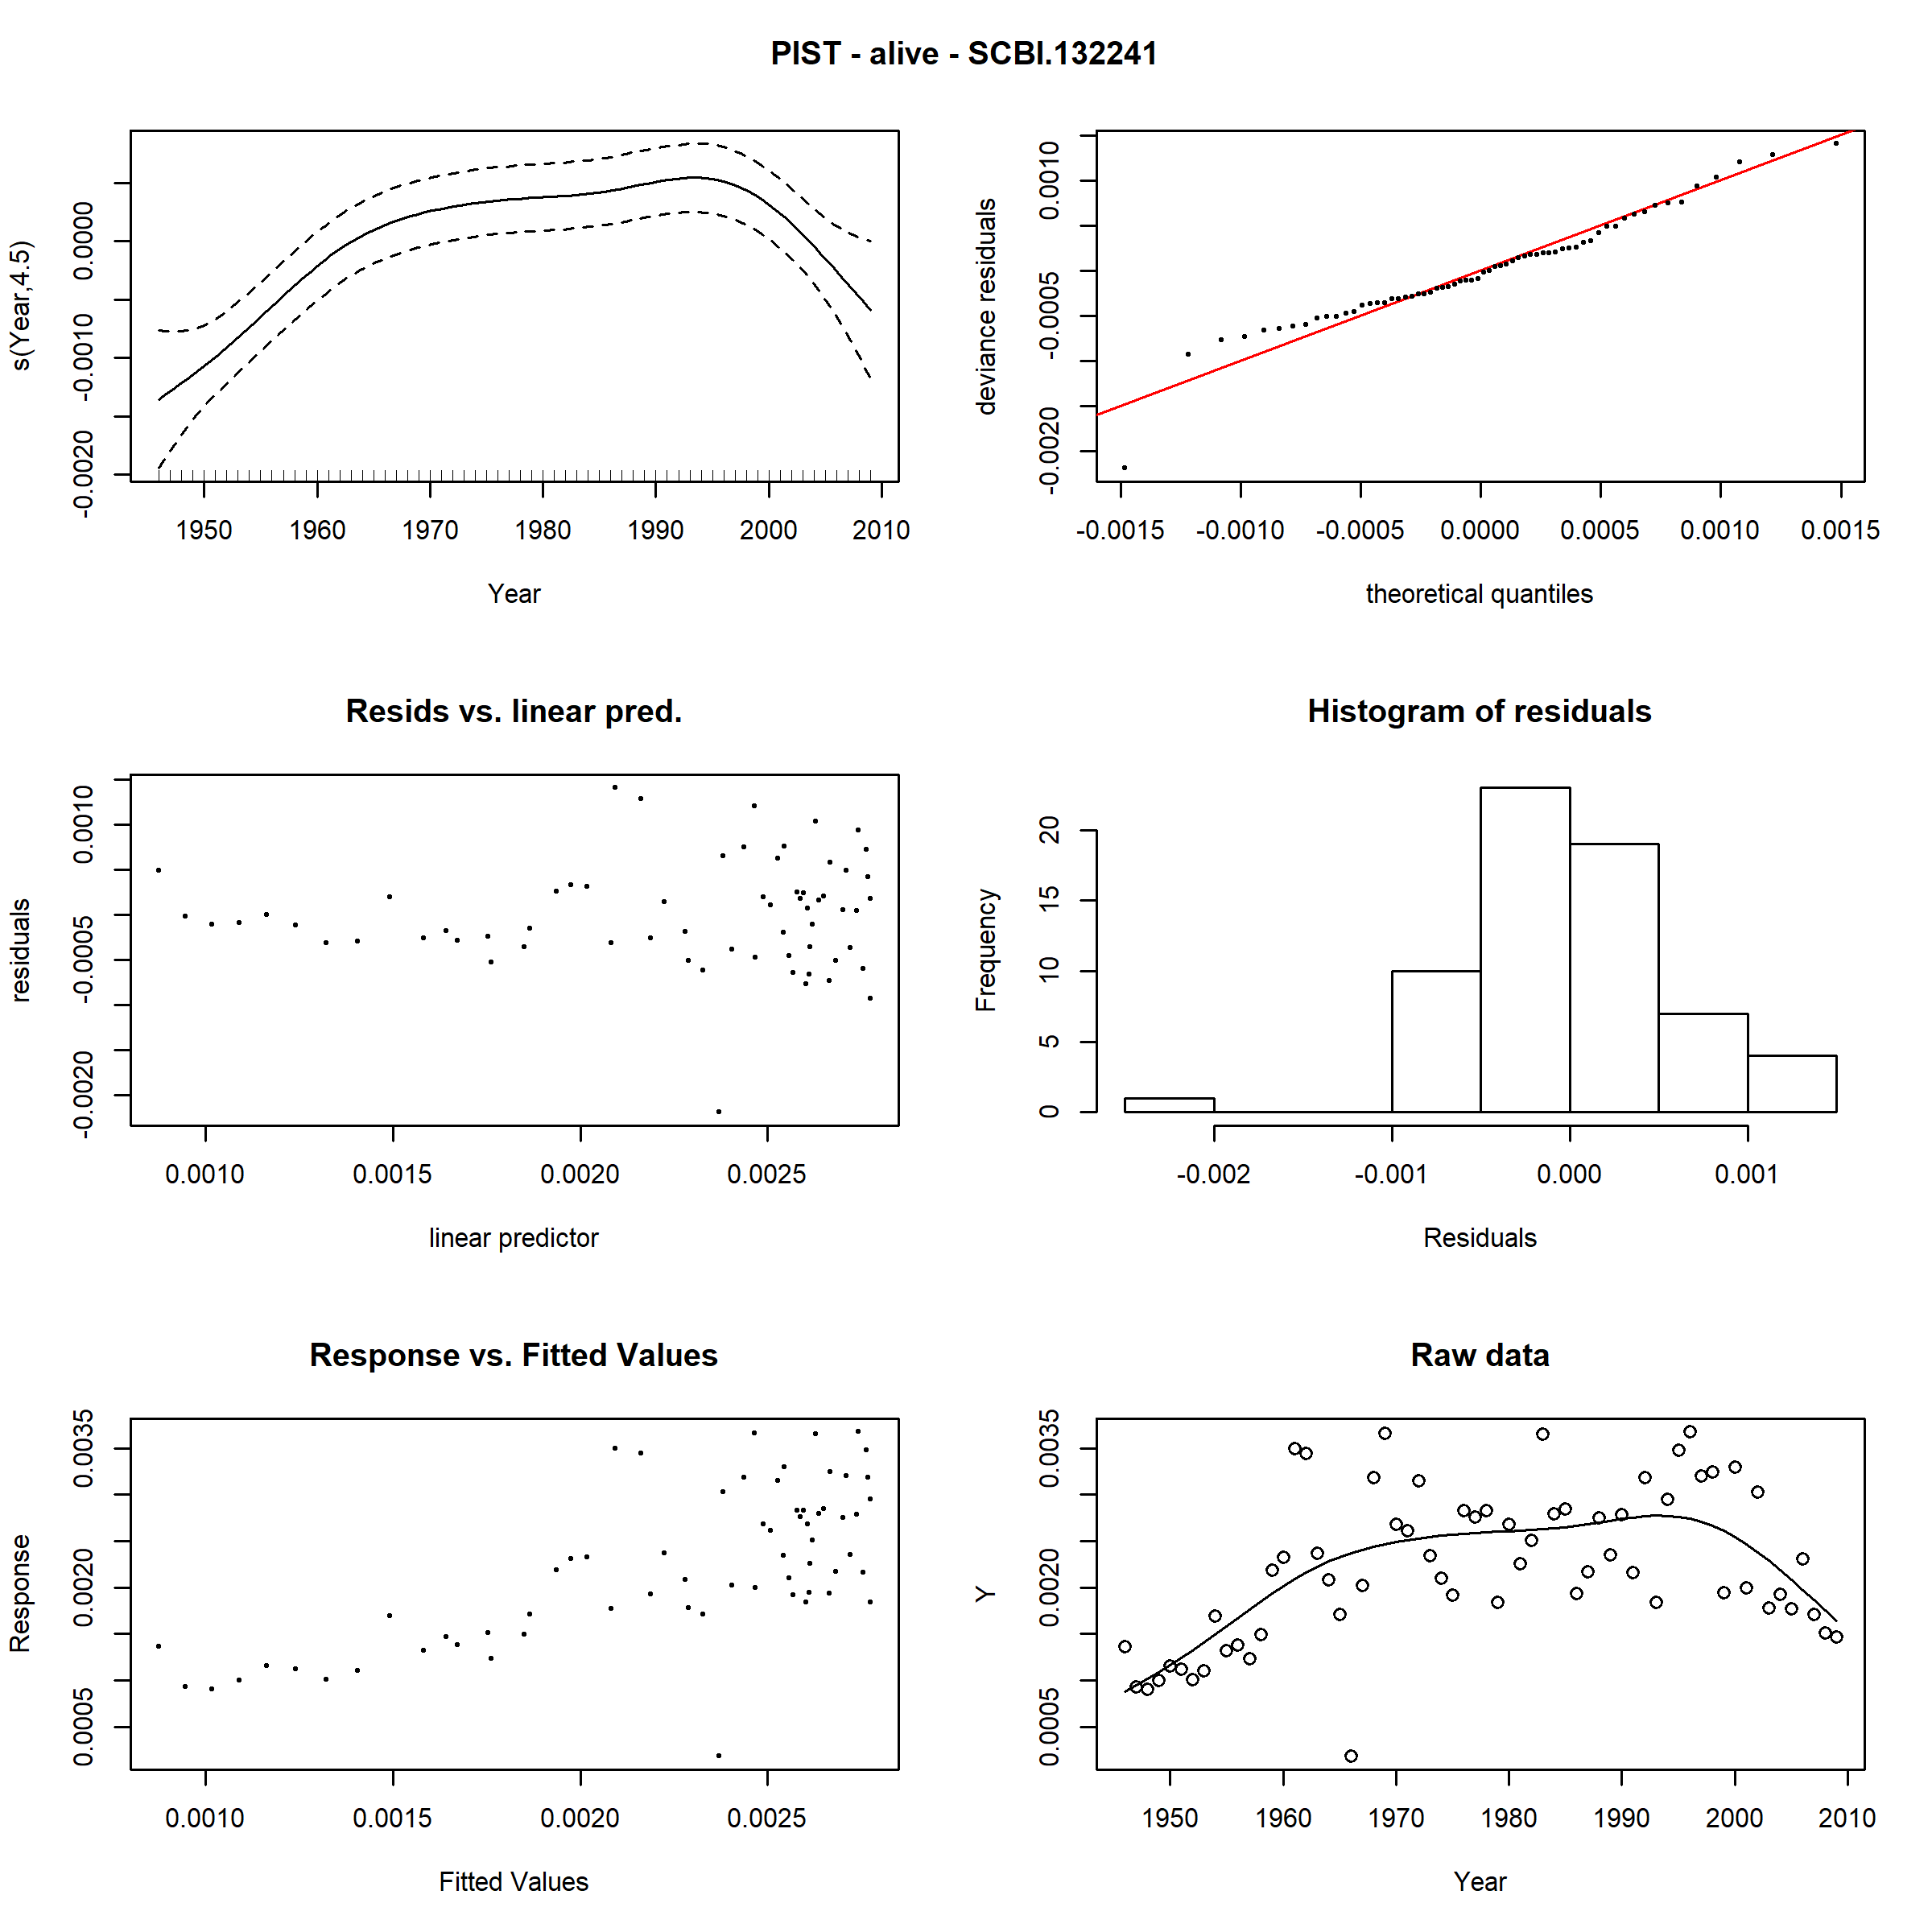 PIST - alive - SCBI.132241
s(Year,4.5)
-0.0020 -0.0010 0.0000
1950 1960 1970 1980 1990 2000 2010
Year
deviance residuals
-0.0020 -0.0005 0.0010
-0.0015 -0.0010 -0.0005 0.0000 0.0005 0.0010 0.0015
theoretical quantiles
Resids vs. linear pred.
residuals
-0.0020 -0.0005 0.0010
0.0010 0.0015 0.0020 0.0025
linear predictor
Histogram of residuals
Frequency
0 5 10 15 20
-0.002 -0.001 0.000 0.001
Residuals
Response vs. Fitted Values
Response
0.0005 0.0020 0.0035
0.0010 0.0015 0.0020 0.0025
Fitted Values
Raw data
Y
0.0005 0.0020 0.0035
1950 1960 1970 1980 1990 2000 2010
Year